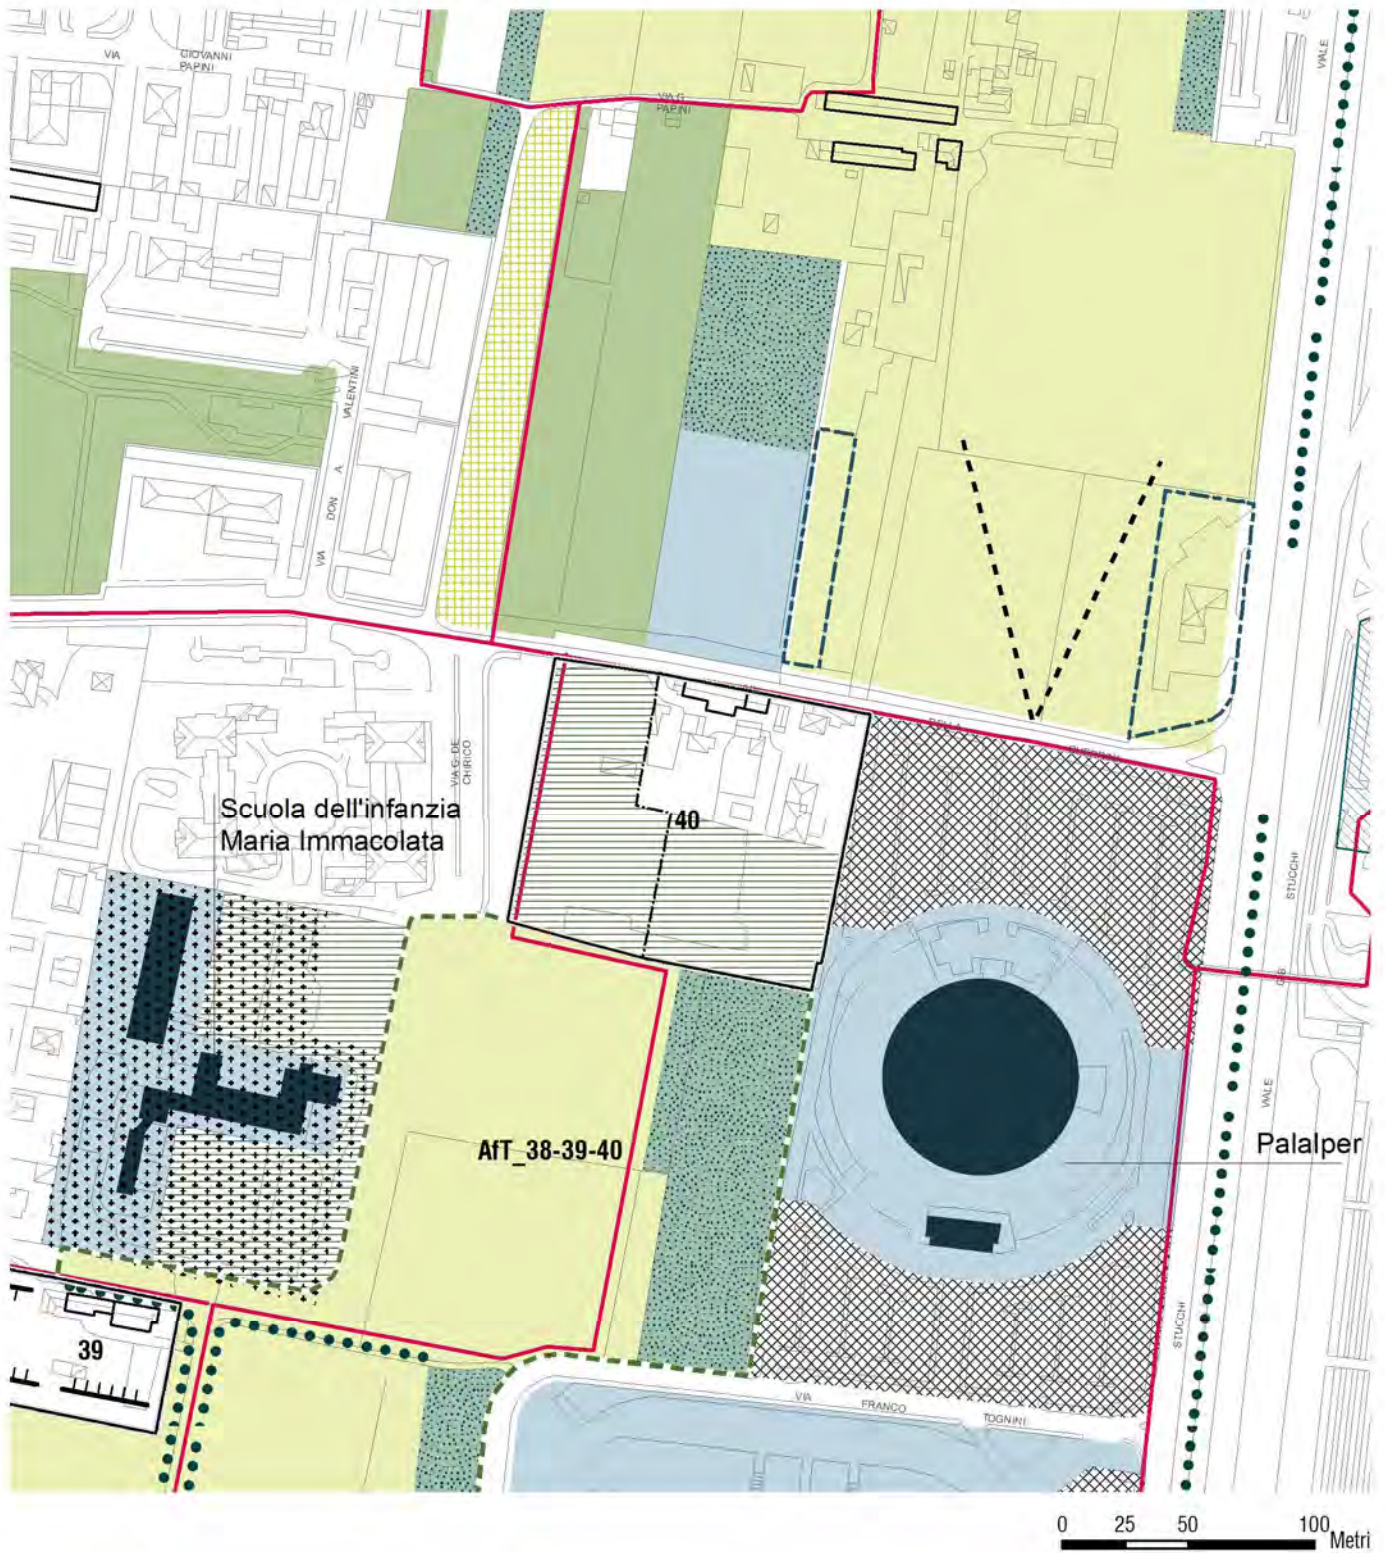 VIA
GIOVANNI
PAPINI
VIA G.
PAPINI
VIALE
VALENTINI
A.
DON
VIA
DELLA
VIA G. DE
CHIRICO
Scuola dell'infanzia
Maria Immacolata
40
STUCCHI
VIALE
AfT_38-39-40
Palalper
STUCCHI
39
VIA
FRANCO
TOGNINI
0 25 50 100
Metri